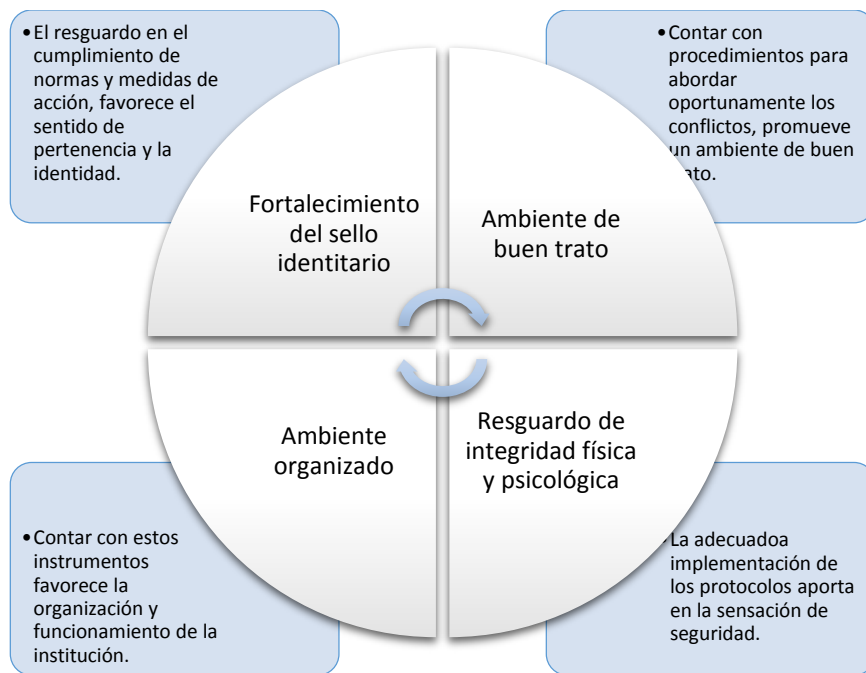 •El resguardo en el
cumplimiento de
normas y medidas de
acción, favorece el
sentido de
pertenencia y la
identidad.
•Contar con
procedimientos para
abordar
oportunamente los
conflictos, promueve
un ambiente de buen
ato.
Fortalecimiento
del sello
identitario
Ambiente de
buen trato
Ambiente
organizado
Resguardo de
integridad física
y psicológica
•Contar con estos
instrumentos
favorece la
organización y
funcionamiento de la
institución.
•La adecuadoa
implementación de
los protocolos aporta
en la sensación de
seguridad.